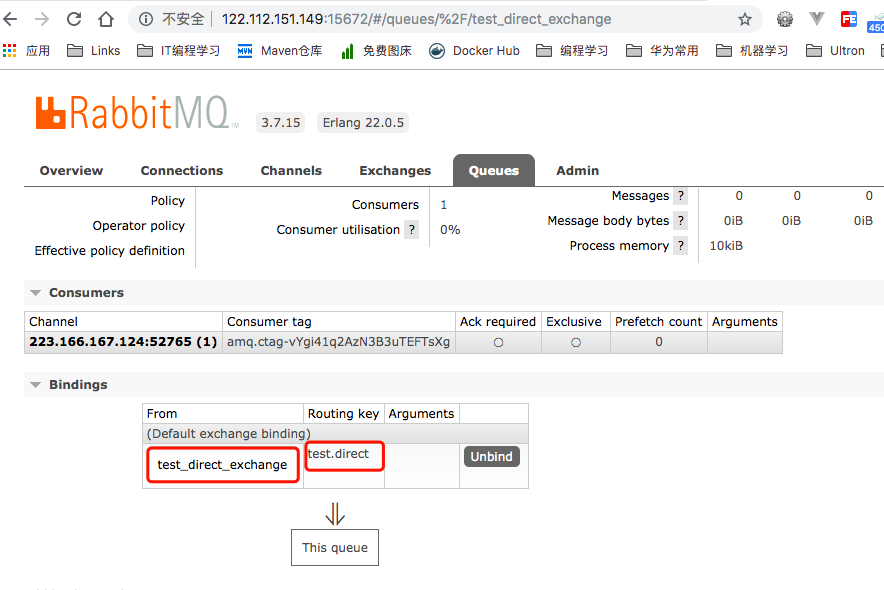 不安全 122.112.151.149:15672/#/queues/%2F/test_direct_exchange
应用 Links IT编程学习 Maven仓库 免费图床 Docker Hub 编程学习 华为常用 机器学习 Ultron
RabbitMQ TM 3.7.15 Erlang 22.0.5
Overview Connections Channels Exchanges Queues Admin
Policy
Operator policy
Effective policy definition
Consumers 1
Consumer utilisation ? 0%
Messages ? 0 0 0
Message body bytes ? 0iB 0iB 0iB
Process memory ? 10kiB
Consumers
Channel Consumer tag Ack required Exclusive Prefetch count Arguments
223.166.167.124:52765 (1) amq.ctag-vYgi41q2AzN3B3uTEFTsXg ○ ○ 0
Bindings
From Routing key Arguments
(Default exchange binding)
test_direct_exchange test.direct Unbind
⇓
This queue